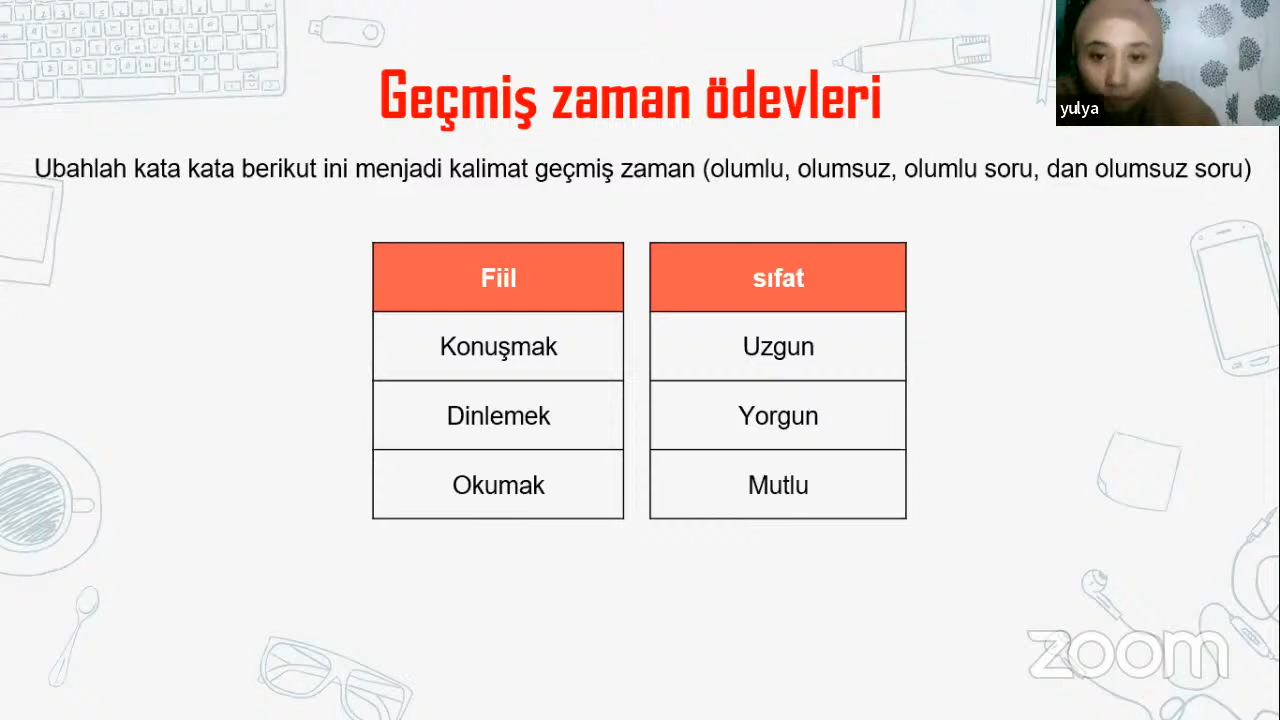 Geçmiş zaman ödevleri
yulya
Ubahlah kata kata berikut ini menjadi kalimat geçmiş zaman (olumlu, olumsuz, olumlu soru, dan olumsuz soru)
Fiil
sıfat
Konuşmak
Uzgun
Dinlemek
Yorgun
Okumak
Mutlu
zoom